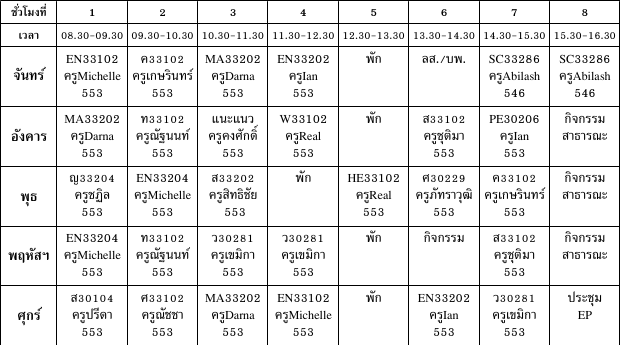 ชั่วโมงที่ 1 2 3 4 5 6 7 8
เวลา 08.30-09.30 09.30-10.30 10.30-11.30 11.30-12.30 12.30-13.30 13.30-14.30 14.30-15.30 15.30-16.30
EN33102 ค33102 MA33202 EN33202 พัก ลส./บพ. SC33286 SC33286
จันทร์ ครูMichelle ครูเกษรินทร์ ครูDarna ครูIan ครูAbilash ครูAbilash
553 553 553 553 546 546
MA33202 ท33102 แนะแนว W33102 พัก ส33102 PE30206 กิจกรรม
อังคาร ครูDarna ครูณัฐนนท์ ครูคงศักดิ์ ครูReal ครูชุติมา ครูIan สาธารณะ
553 553 553 553 553 553
ญ33204 EN33204 ส33202 พัก HE33102 ศ30229 ค33102 กิจกรรม
พุธ ครูชฏิล ครูMichelle ครูสิทธิชัย ครูReal ครูภัทราวุฒิ ครูเกษรินทร์ สาธารณะ
553 553 553 553 553 553
EN33204 ท33102 ว30281 ว30281 พัก กิจกรรม ส33102 กิจกรรม
พฤหัสฯ ครูMichelle ครูณัฐนนท์ ครูเขมิกา ครูเขมิกา ครูชุติมา สาธารณะ
553 553 553 553 553
ส30104 ศ33102 MA33202 EN33102 พัก EN33202 ว30281 ประชุม
ศุกร์ ครูปรีดา ครูณัชชา ครูDarna ครูMichelle ครูIan ครูเขมิกา EP
553 553 553 553 553 553